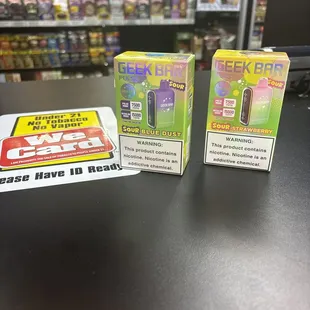 Under 21
No Tobacco
No Vapor
We
Card
ease Have ID Ready
GEEK BAR
SOUR
SOUR BLUE DUST
WARNING:
This product contains
nicotine. Nicotine is an
addictive chemical.
GEEK BAR
SOUR
SOUR STRAWBERRY
WARNING:
This product contains
nicotine. Nicotine is an
addictive chemical.